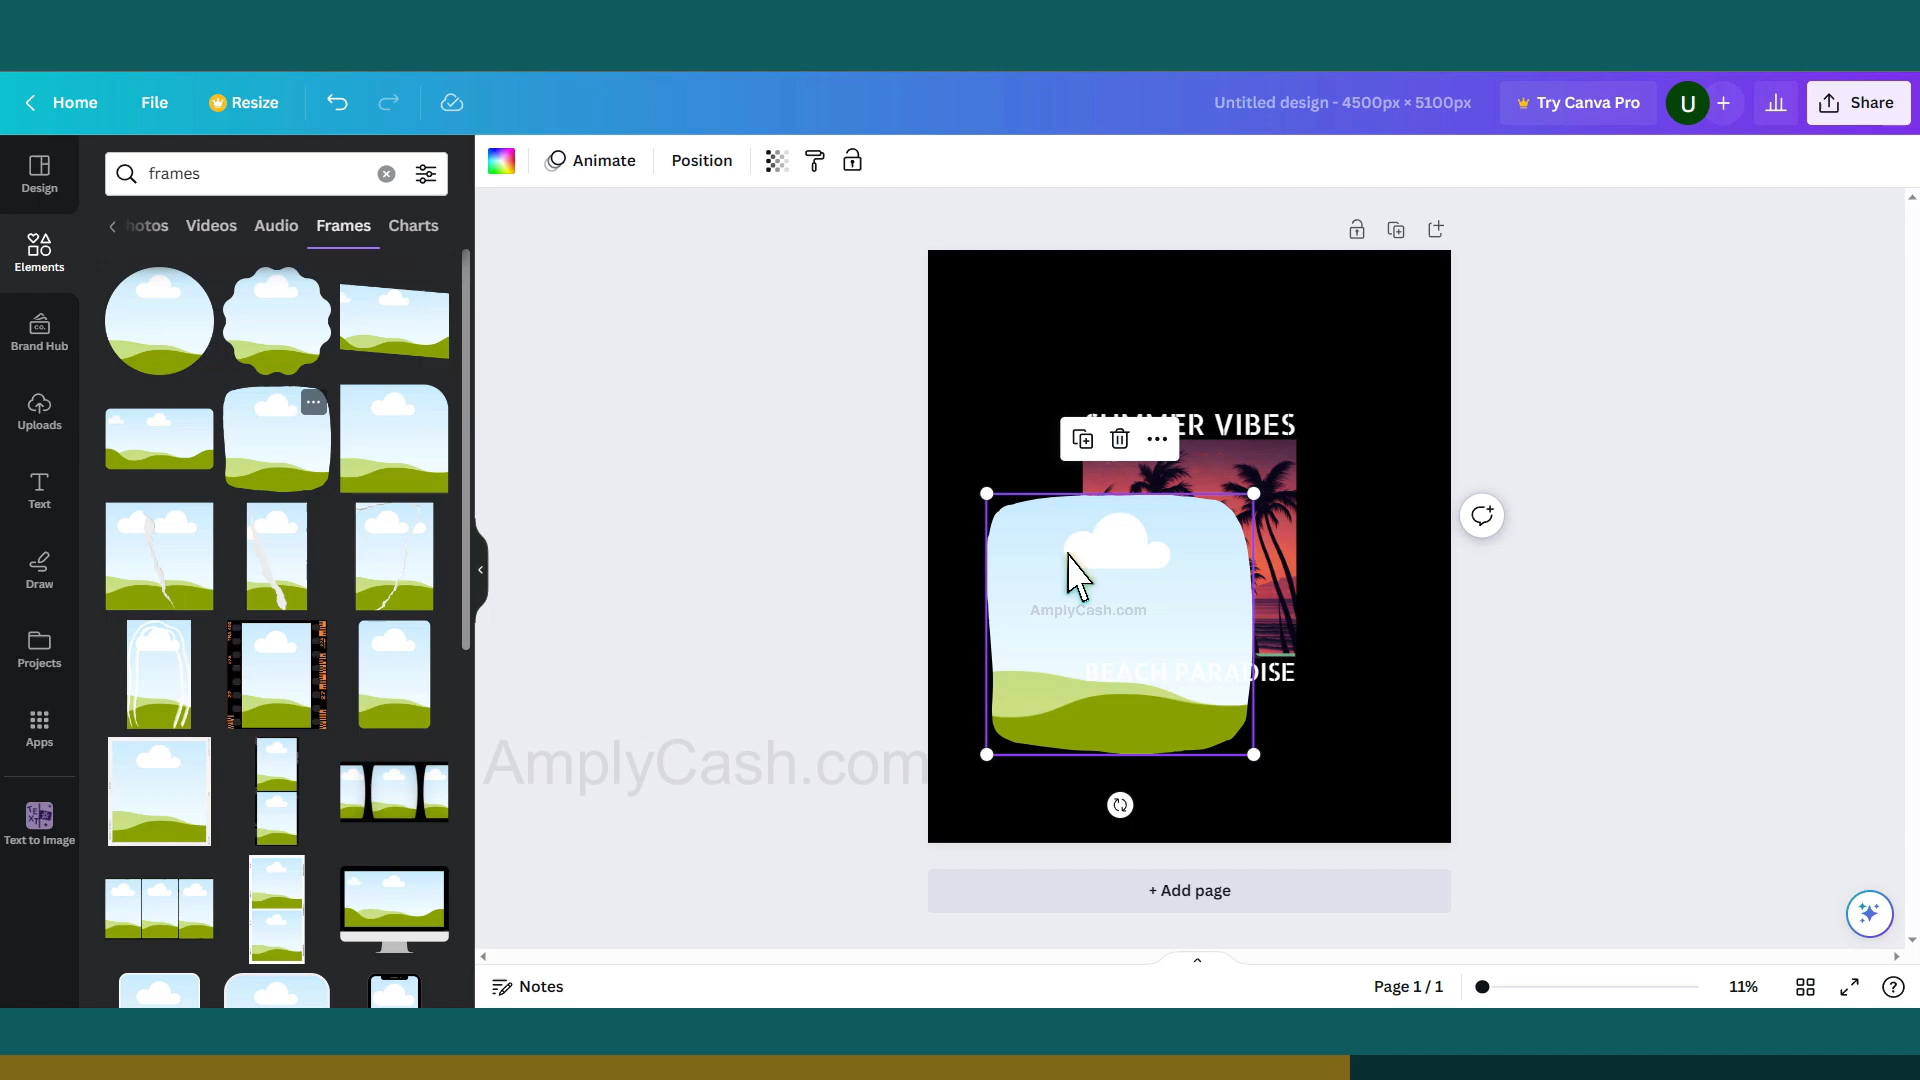 Home File Resize Untitled design - 4500px × 5100px Try Canva Pro U + Share
Design
Elements
Brand Hub
Uploads
Text
Draw
Projects
Apps
Text to Image
frames
hotos Videos Audio Frames Charts
Animate Position
ER VIBES
AmplyCash.com
BEACH PARADISE
AmplyCash.com
+ Add page
Notes Page 1 / 1 11%